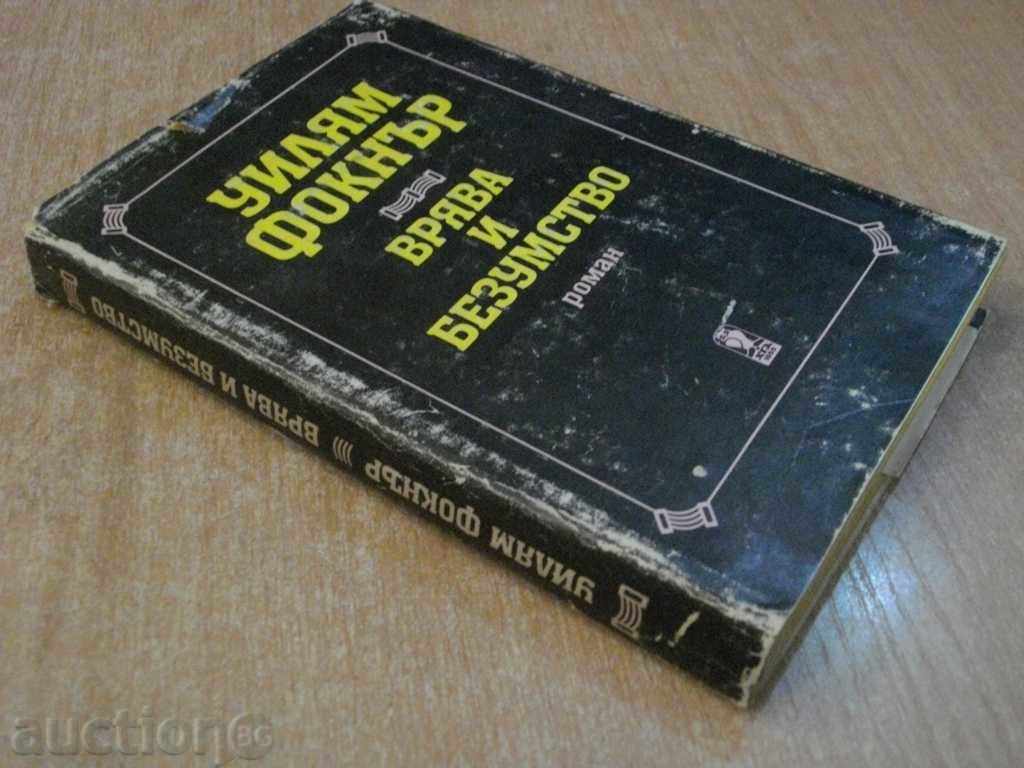 УИЛЯМ
ФОКНЪР
ВРЯВА
И
БЕЗУМСТВО
роман
УИЛЯМ ФОКНЪР ВРЯВА И БЕЗУМСТВО
auction BG